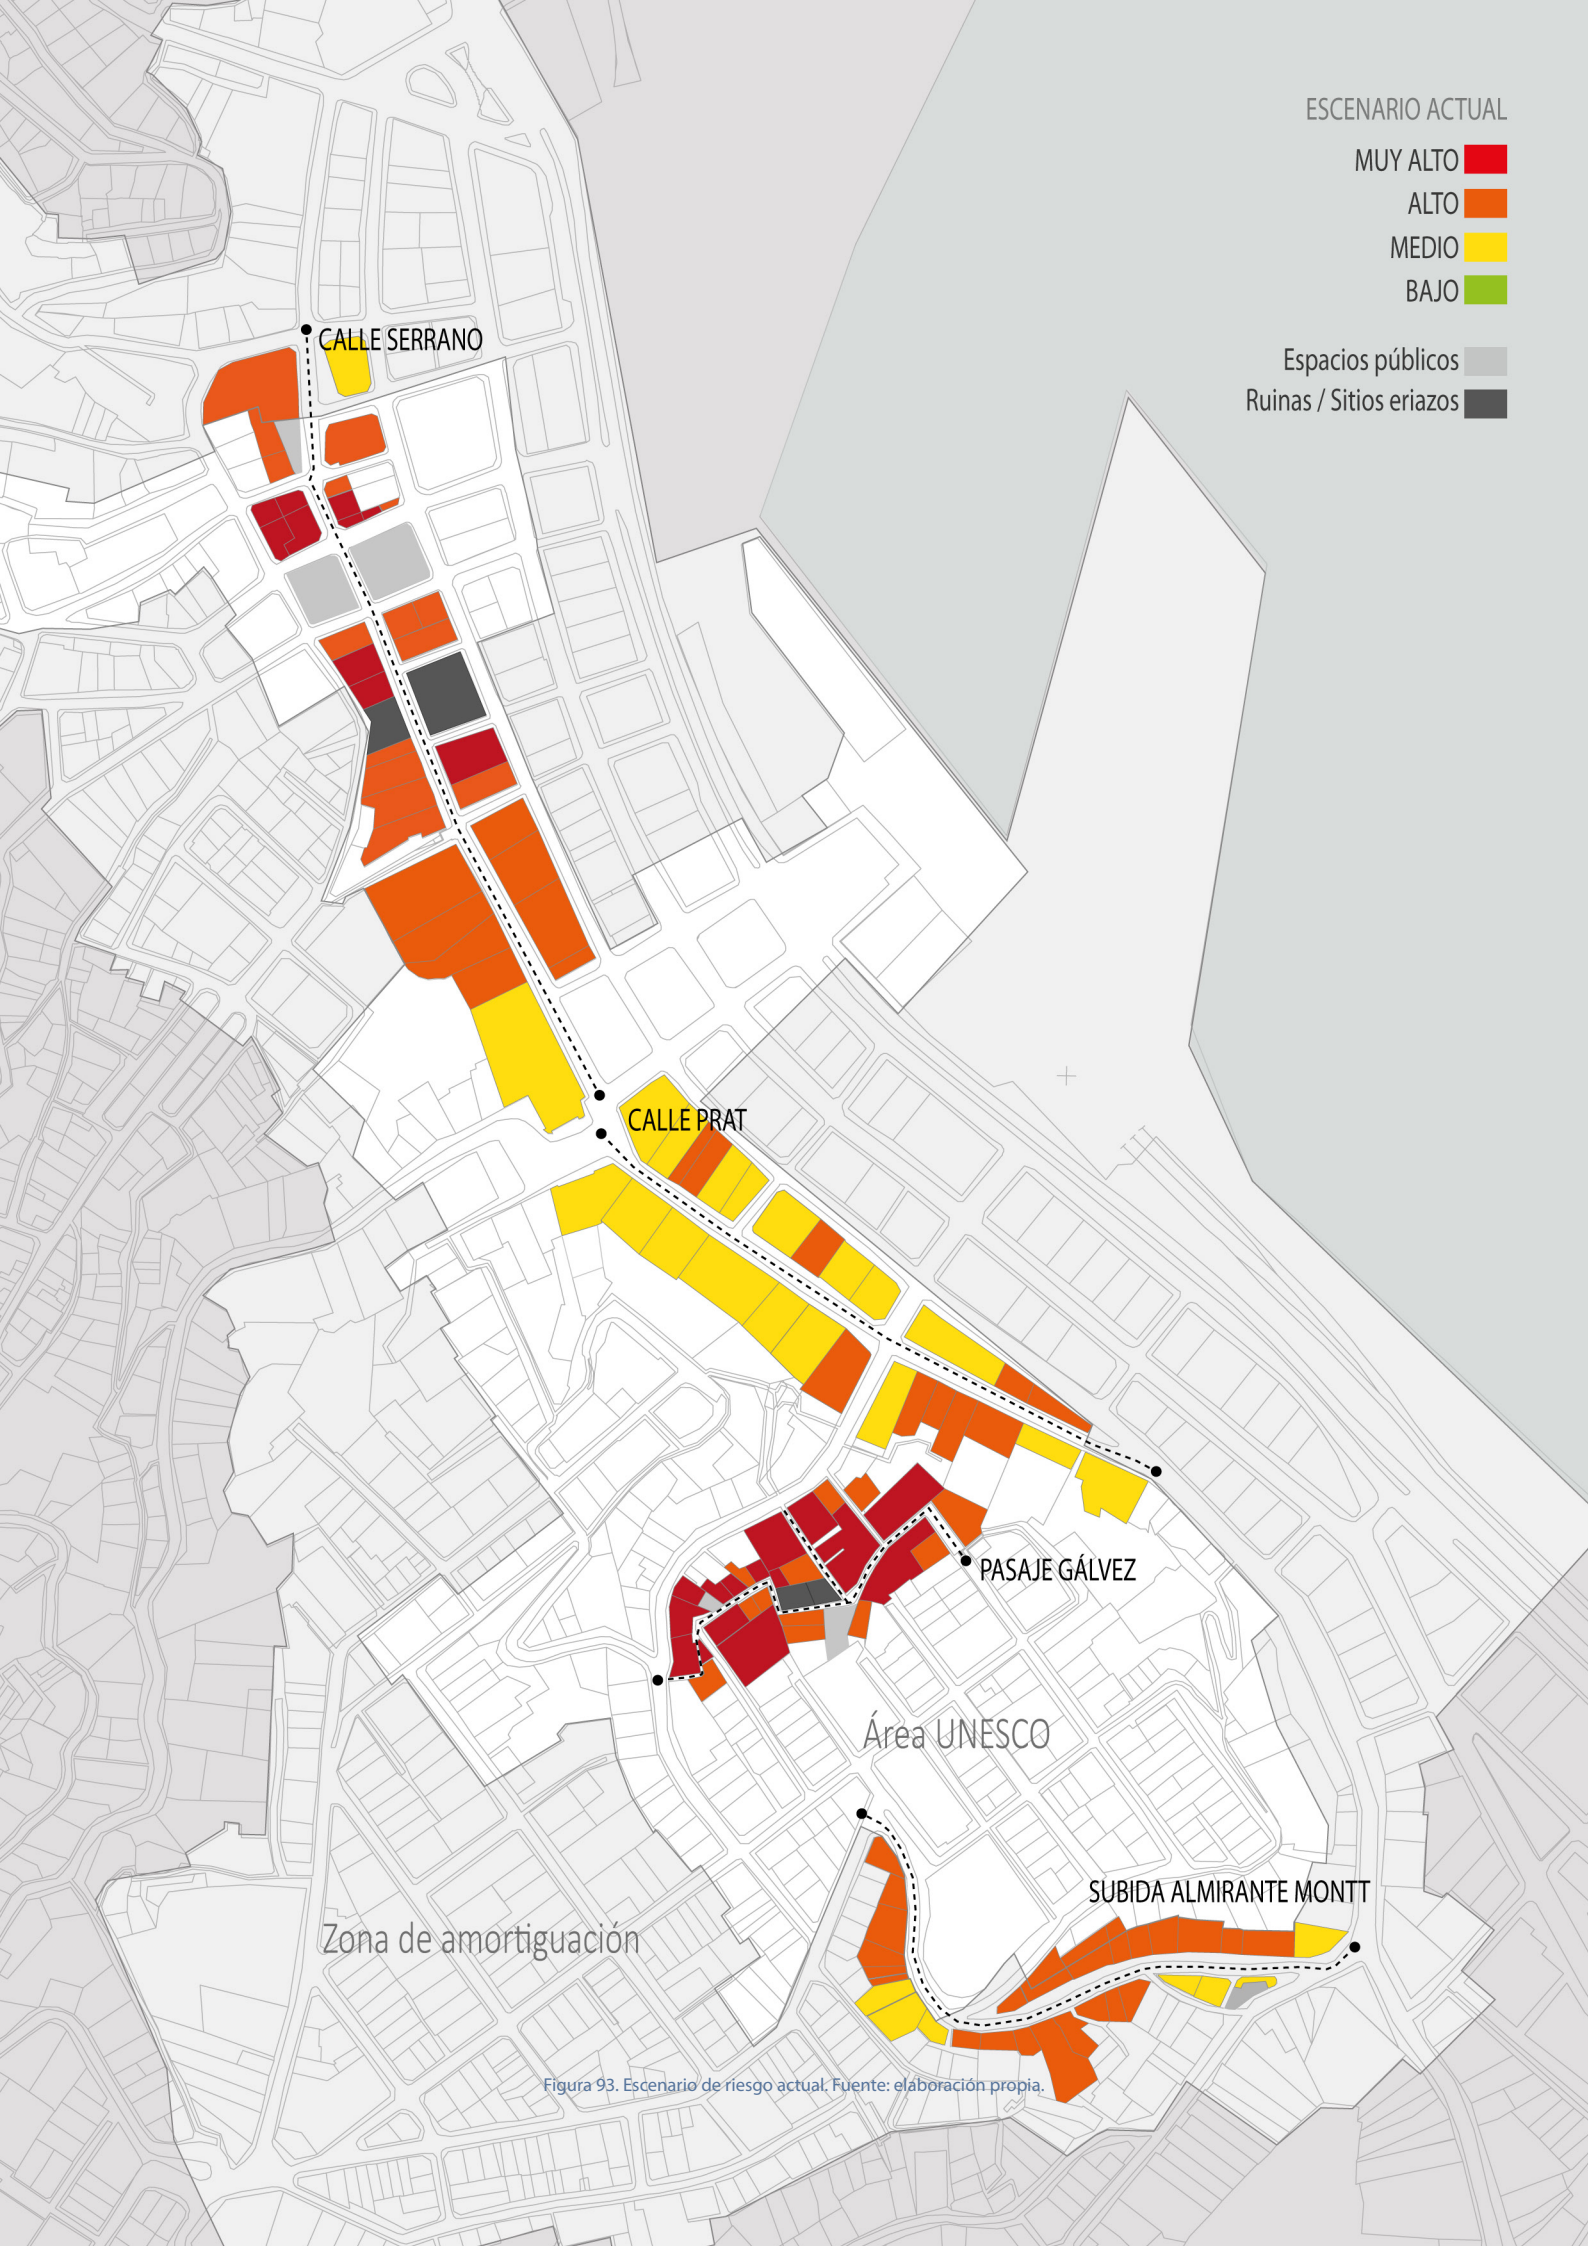 ESCENARIO ACTUAL
MUY ALTO
ALTO
MEDIO
BAJO
Espacios públicos
Ruinas / Sitios eriazos
CALLE SERRANO
CALLE PRAT
PASAJE GÁLVEZ
Área UNESCO
SUBIDA ALMIRANTE MONTT
Zona de amortiguación
Figura 93. Escenario de riesgo actual. Fuente: elaboración propia.